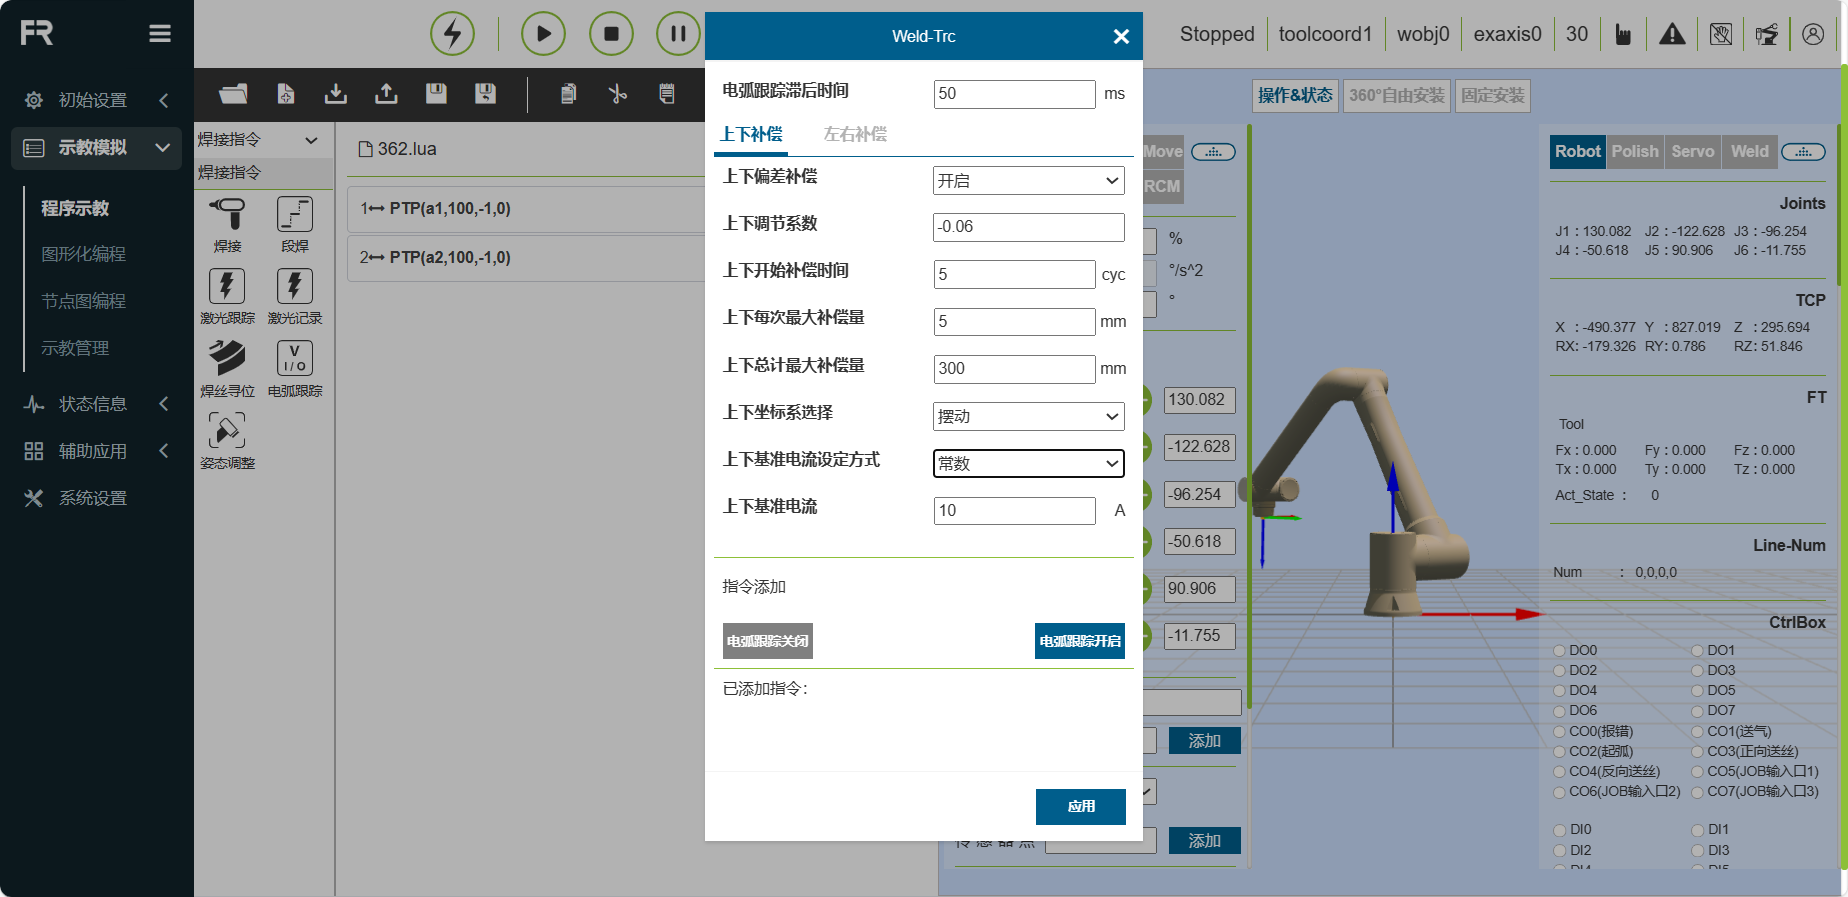 FR
Stopped
toolcoord1
wobj0
exaxis0
30
初始设置
示教模拟
程序示教
图形化编程
节点图编程
示教管理
状态信息
辅助应用
系统设置
焊接指令
焊接指令
焊接
段焊
激光跟踪
激光记录
焊丝寻位
V
I/O
电弧跟踪
姿态调整
362.lua
1 PTP(a1,100,-1,0)
2 PTP(a2,100,-1,0)
Weld-Trc
电弧跟踪滞后时间 50 ms
上下补偿 左右补偿
上下偏差补偿 开启
上下调节系数 -0.06
上下开始补偿时间 5 cyc
上下每次最大补偿量 5 mm
上下总计最大补偿量 300 mm
上下坐标系选择 摆动
上下基准电流设定方式 常数
上下基准电流 10 A
指令添加
电弧跟踪关闭 电弧跟踪开启
已添加指令：
应用
操作&状态 360°自由安装 固定安装
Move
RCM
%
°/s^2
°
130.082
-122.628
-96.254
-50.618
90.906
-11.755
添加
添加
Robot Polish Servo Weld
Joints
J1 : 130.082 J2 : -122.628 J3 : -96.254
J4 : -50.618 J5 : 90.906 J6 : -11.755
TCP
X : -490.377 Y : 827.019 Z : 295.694
RX: -179.326 RY: 0.786 RZ: 51.846
FT
Tool
Fx : 0.000 Fy : 0.000 Fz : 0.000
Tx : 0.000 Ty : 0.000 Tz : 0.000
Act_State : 0
Line-Num
Num : 0,0,0,0
CtrlBox
DO0 DO1
DO2 DO3
DO4 DO5
DO6 DO7
CO0(报错) CO1(送气)
CO2(起弧) CO3(正向送丝)
CO4(反向送丝) CO5(JOB输入口1)
CO6(JOB输入口2) CO7(JOB输入口3)
DI0 DI1
DI2 DI3